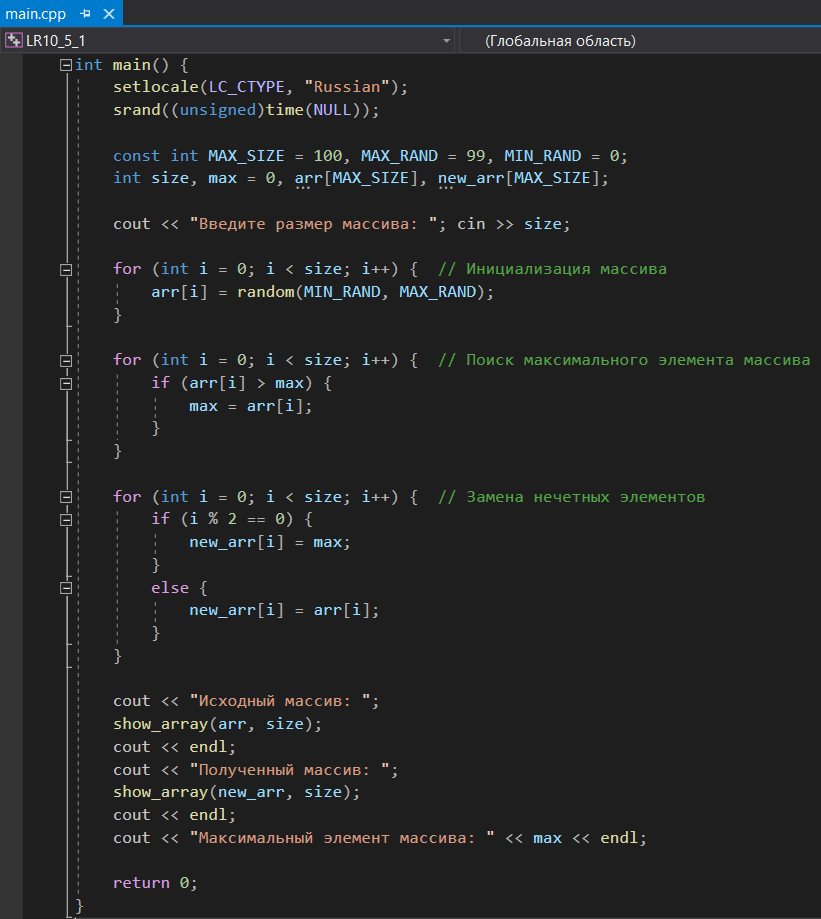 main.cpp
LR10_5_1 (Глобальная область)
int main() {
setlocale(LC_CTYPE, "Russian");
srand((unsigned)time(NULL));
const int MAX_SIZE = 100, MAX_RAND = 99, MIN_RAND = 0;
int size, max = 0, arr[MAX_SIZE], new_arr[MAX_SIZE];
cout << "Введите размер массива: "; cin >> size;
for (int i = 0; i < size; i++) { // Инициализация массива
arr[i] = random(MIN_RAND, MAX_RAND);
}
for (int i = 0; i < size; i++) { // Поиск максимального элемента массива
if (arr[i] > max) {
max = arr[i];
}
}
for (int i = 0; i < size; i++) { // Замена нечетных элементов
if (i % 2 == 0) {
new_arr[i] = max;
}
else {
new_arr[i] = arr[i];
}
}
cout << "Исходный массив: ";
show_array(arr, size);
cout << endl;
cout << "Полученный массив: ";
show_array(new_arr, size);
cout << endl;
cout << "Максимальный элемент массива: " << max << endl;
return 0;
}